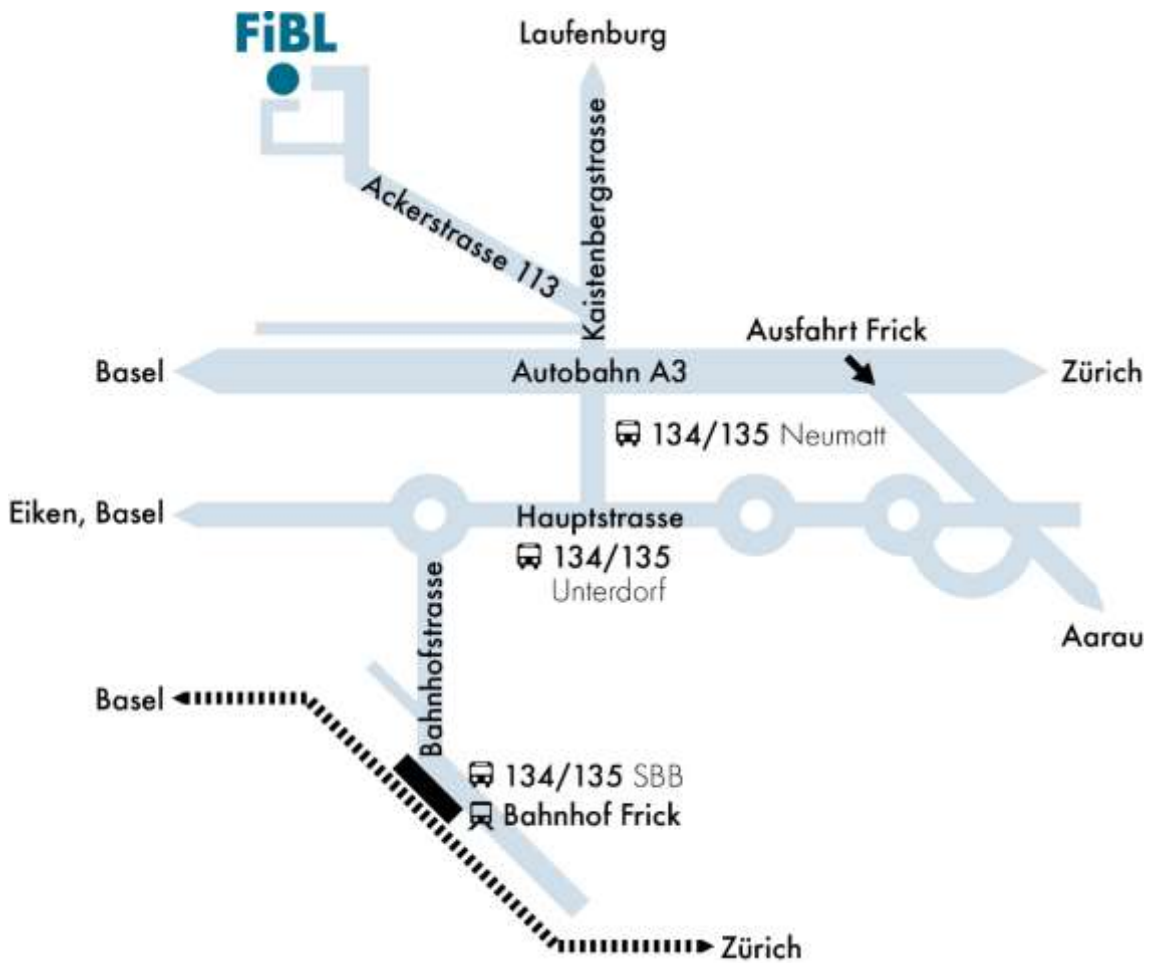 FiBL
Laufenburg
Kaistenbergstrasse
Ackerstrasse 113
Ausfahrt Frick
Basel
Autobahn A3
Zürich
134/135 Neumatt
Eiken, Basel
Hauptstrasse
134/135
Unterdorf
Bahnhofstrasse
Aarau
Basel
134/135 SBB
Bahnhof Frick
Zürich